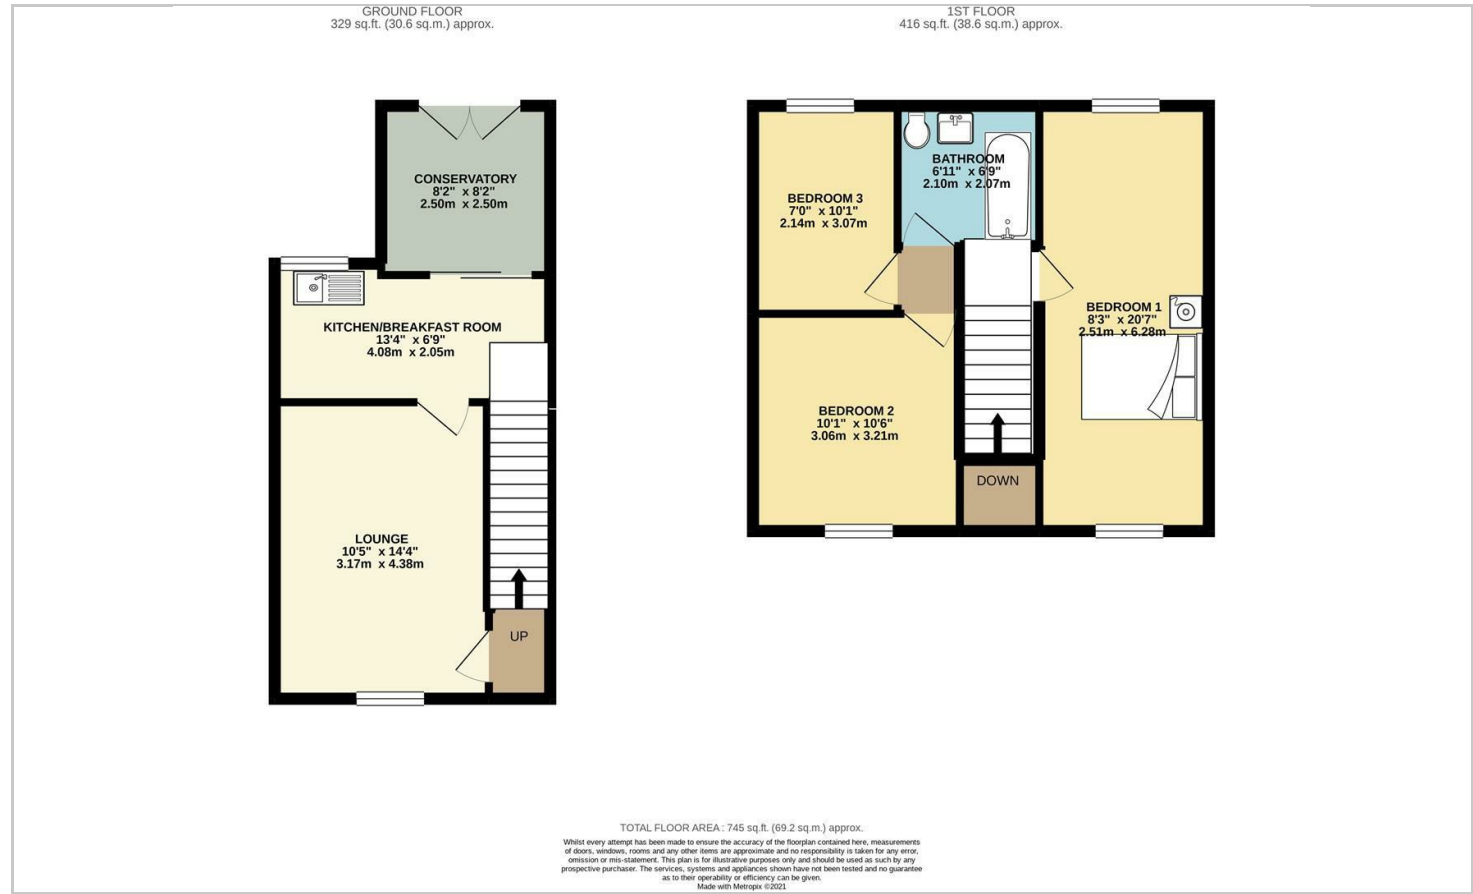 GROUND FLOOR
329 sq.ft. (30.6 sq.m.) approx.
1ST FLOOR
416 sq.ft. (38.6 sq.m.) approx.
CONSERVATORY
8'2" x 8'2"
2.50m x 2.50m
KITCHEN/BREAKFAST ROOM
13'4" x 6'9"
4.08m x 2.05m
LOUNGE
10'5" x 14'4"
3.17m x 4.38m
UP
BEDROOM 3
7'0" x 10'1"
2.14m x 3.07m
BATHROOM
6'11" x 6'9"
2.10m x 2.07m
BEDROOM 1
8'3" x 20'7"
2.51m x 6.28m
BEDROOM 2
10'1" x 10'6"
3.06m x 3.21m
DOWN
TOTAL FLOOR AREA : 745 sq.ft. (69.2 sq.m.) approx.
Whilst every attempt has been made to ensure the accuracy of the floorplan contained here, measurements
of doors, windows, rooms and any other items are approximate and no responsibility is taken for any error,
omission or mis-statement. This plan is for illustrative purposes only and should be used as such by any
prospective purchaser. The services, systems and appliances shown have not been tested and no guarantee
as to their operability or efficiency can be given.
Made with Metropix ©2021